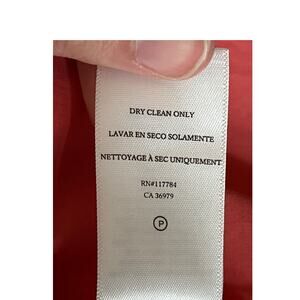 DRY CLEAN ONLY
LAVAR EN SECO SOLAMENTE
NETTOYAGE À SEC UNIQUEMENT
RN#117784
CA 36979
P